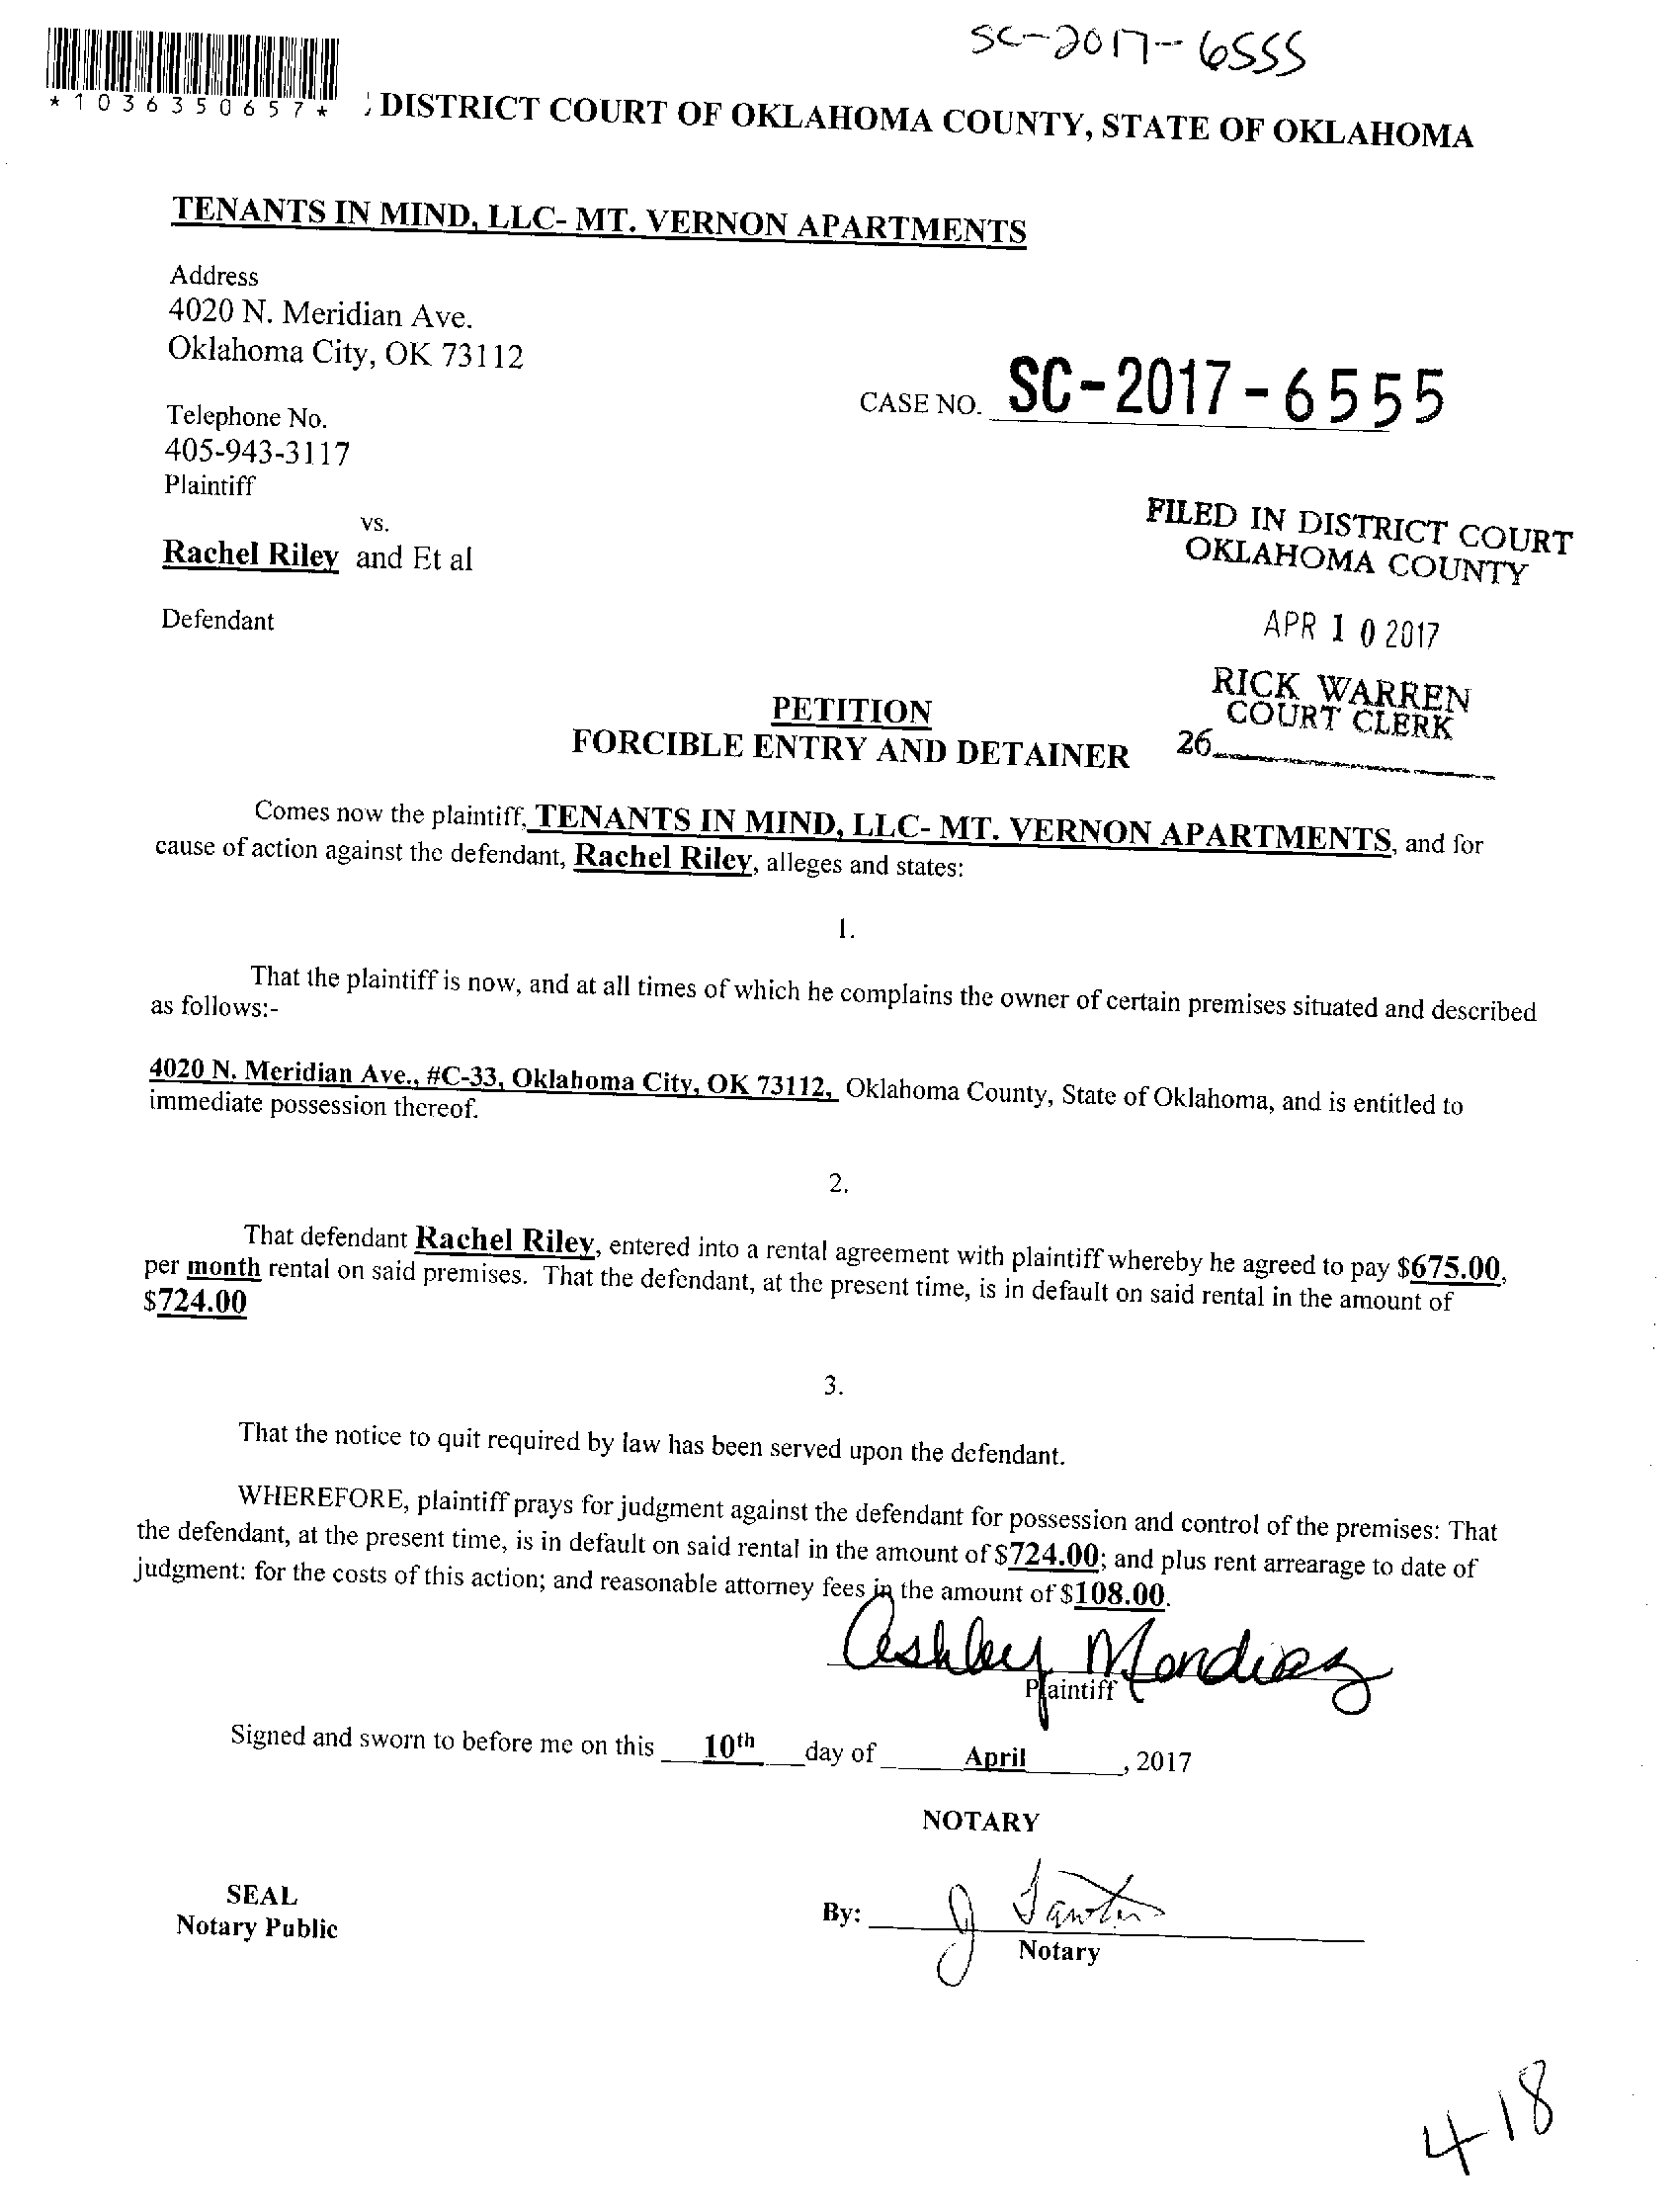 SC-2017-6555
*1036350657*
DISTRICT COURT OF OKLAHOMA COUNTY, STATE OF OKLAHOMA
TENANTS IN MIND, LLC- MT. VERNON APARTMENTS
Address
4020 N. Meridian Ave.
Oklahoma City, OK 73112
CASE NO. SC-2017-6555
Telephone No.
405-943-3117
Plaintiff
vs.
Rachel Riley and Et al
Defendant
FILED IN DISTRICT COURT
OKLAHOMA COUNTY
APR 10 2017
RICK WARREN
COURT CLERK
26
PETITION
FORCIBLE ENTRY AND DETAINER
Comes now the plaintiff, TENANTS IN MIND, LLC- MT. VERNON APARTMENTS, and for
cause of action against the defendant, Rachel Riley, alleges and states:
1.
That the plaintiff is now, and at all times of which he complains the owner of certain premises situated and described
as follows:-
4020 N. Meridian Ave., #C-33, Oklahoma City, OK 73112, Oklahoma County, State of Oklahoma, and is entitled to
immediate possession thereof.
2.
That defendant Rachel Riley, entered into a rental agreement with plaintiff whereby he agreed to pay $675.00,
per month rental on said premises. That the defendant, at the present time, is in default on said rental in the amount of
$724.00
3.
That the notice to quit required by law has been served upon the defendant.
WHEREFORE, plaintiff prays for judgment against the defendant for possession and control of the premises: That
the defendant, at the present time, is in default on said rental in the amount of $724.00; and plus rent arrearage to date of
judgment: for the costs of this action; and reasonable attorney fees in the amount of $108.00.
Ashley Mendiaz
Plaintiff
Signed and sworn to before me on this 10th day of April, 2017
NOTARY
SEAL
Notary Public
By: J
Notary
4-18